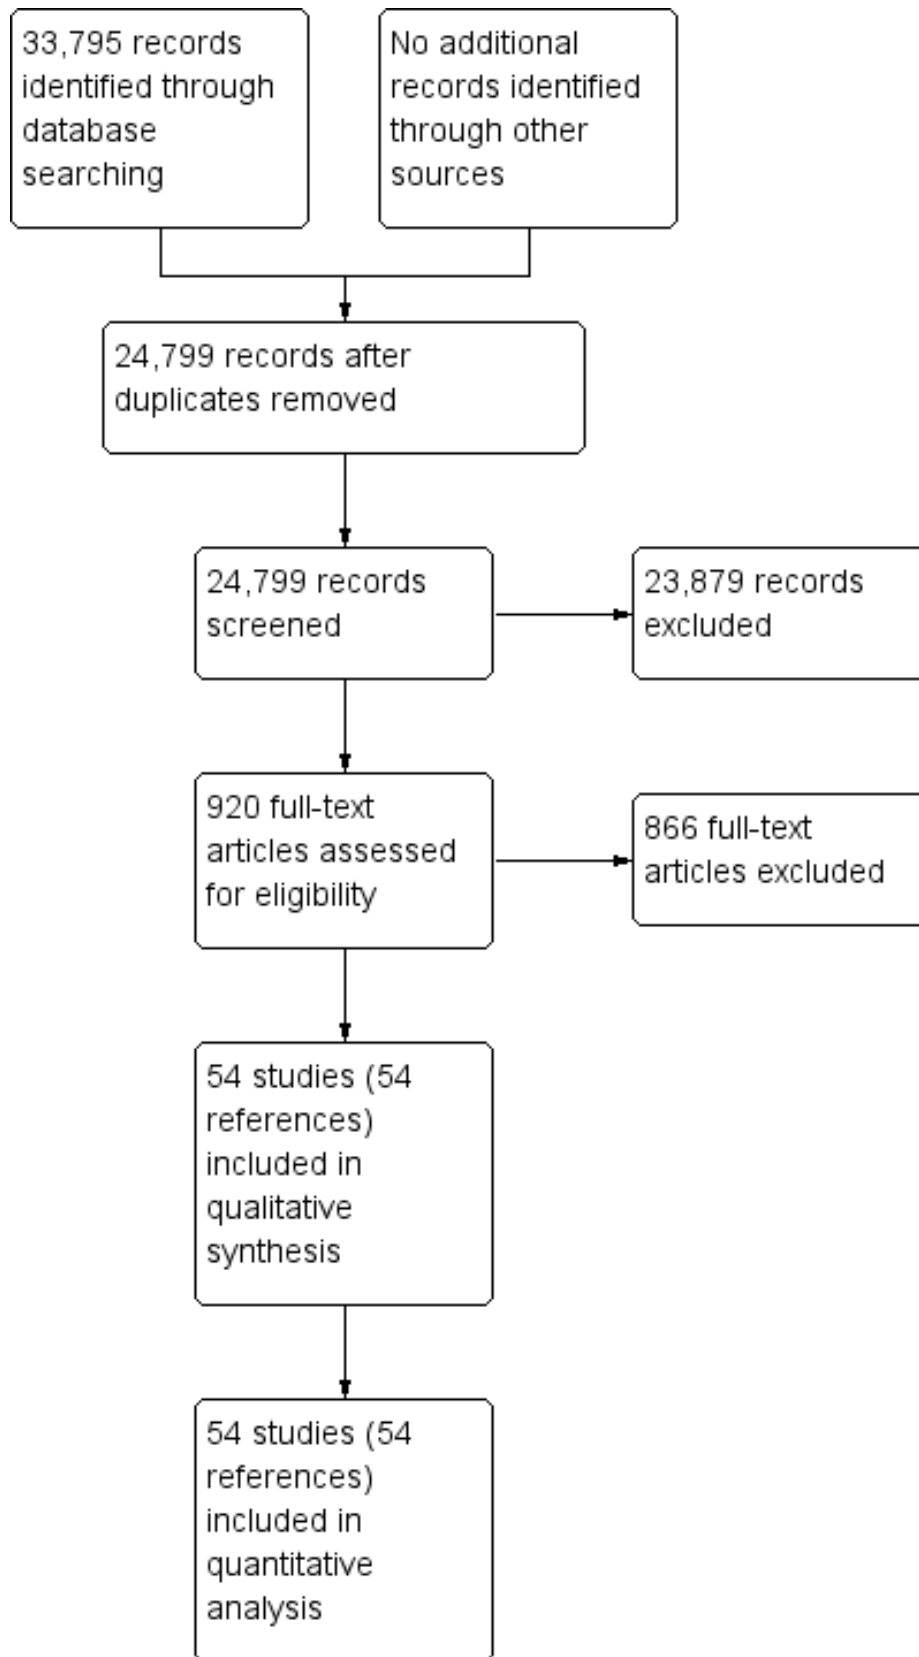 33,795 records
identified through
database
searching
No additional
records identified
through other
sources
24,799 records after
duplicates removed
24,799 records
screened
23,879 records
excluded
920 full-text
articles assessed
for eligibility
866 full-text
articles excluded
54 studies (54
references)
included in
qualitative
synthesis
54 studies (54
references)
included in
quantitative
analysis